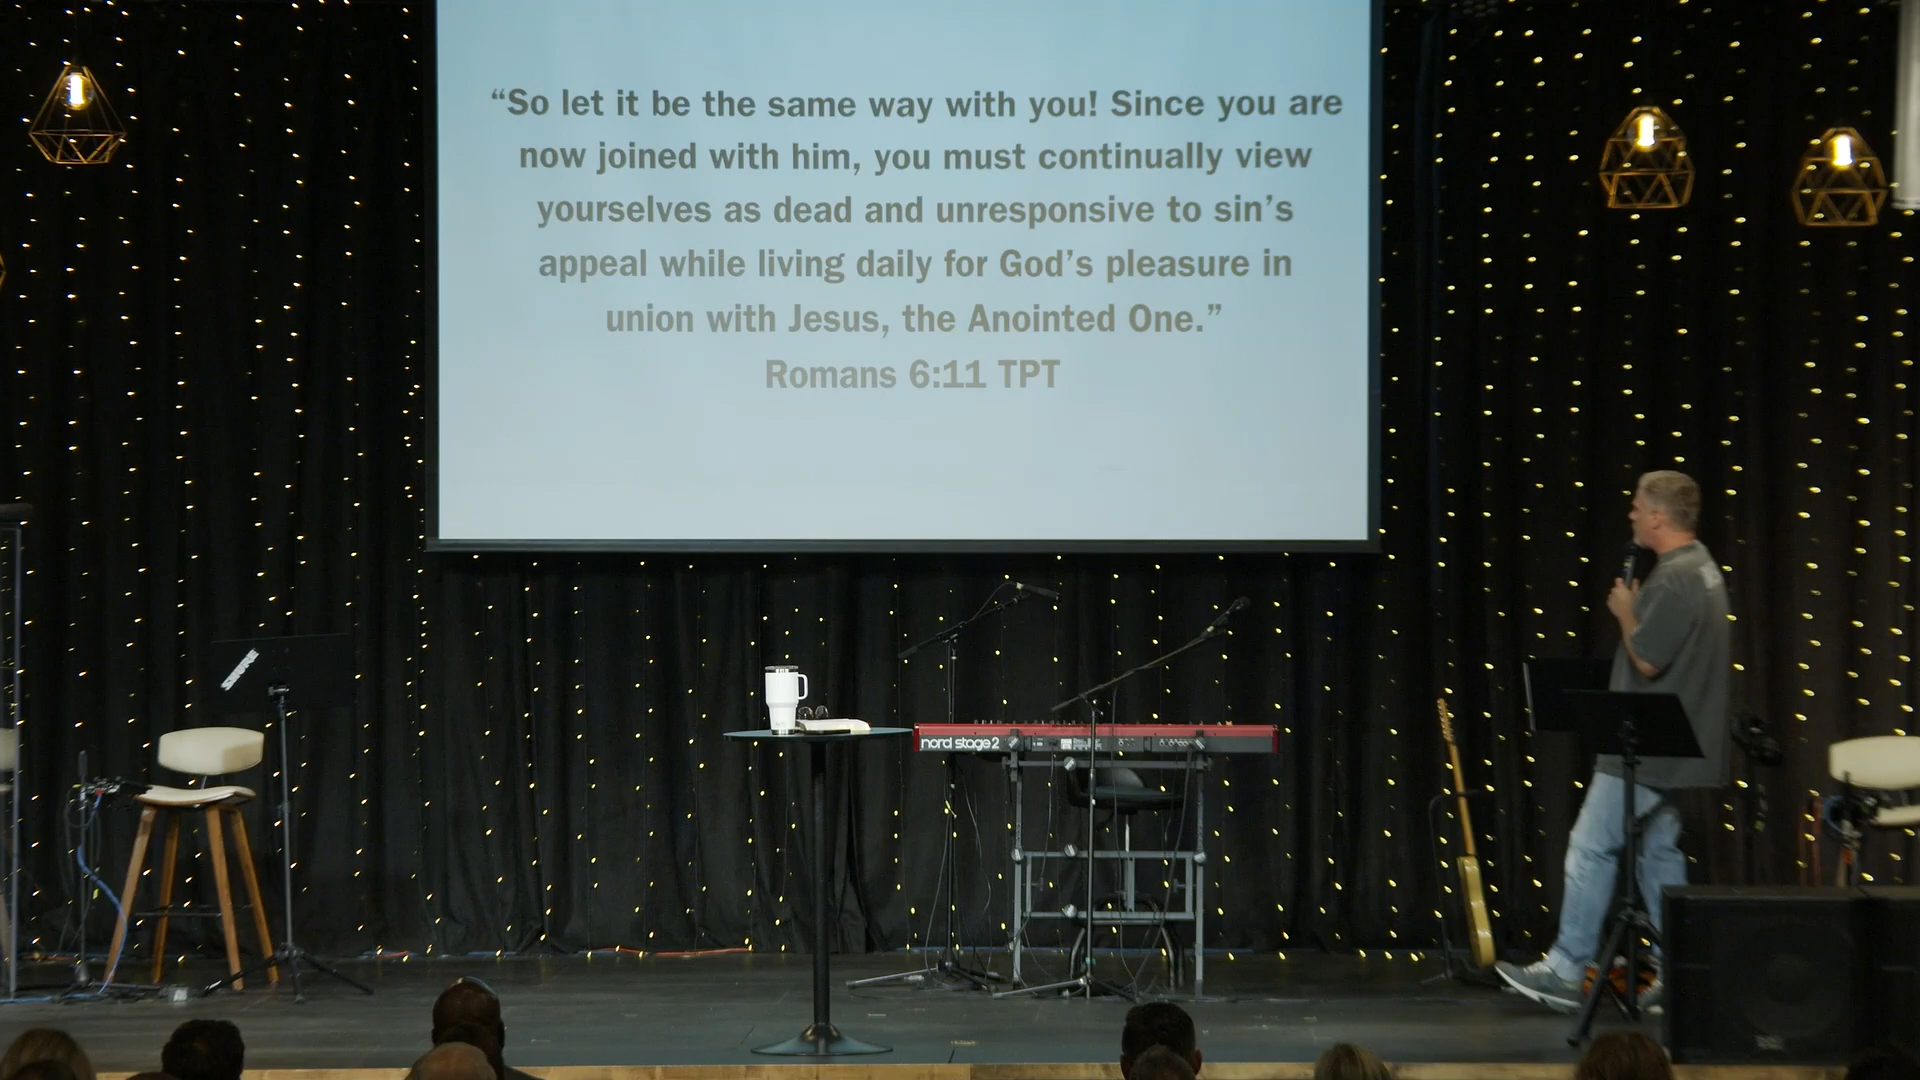 “So let it be the same way with you! Since you are
now joined with him, you must continually view
yourselves as dead and unresponsive to sin’s
appeal while living daily for God’s pleasure in
union with Jesus, the Anointed One.”
Romans 6:11 TPT
nord stage 2